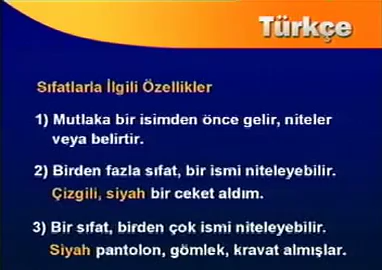 Türkçe
Sıfatlarla İlgili Özellikler
1) Mutlaka bir isimden önce gelir, niteler
veya belirtir.
2) Birden fazla sıfat, bir ismi niteleyebilir.
Çizgili, siyah bir ceket aldım.
3) Bir sıfat, birden çok ismi niteleyebilir.
Siyah pantolon, gömlek, kravat almışlar.